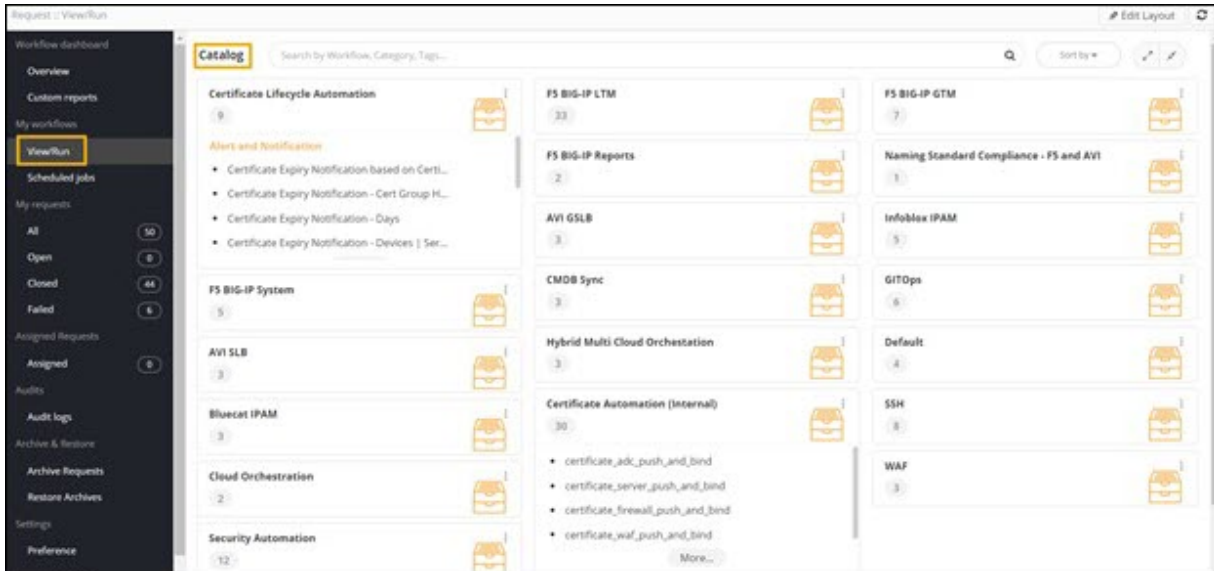 Request :: View/Run
Edit Layout
Workflow dashboard
Overview
Custom reports
My workflows
View/Run
Scheduled jobs
My requests
All 50
Open 0
Closed 44
Failed 6
Assigned Requests
Assigned 0
Audits
Audit logs
Archive & Restore
Archive Requests
Restore Archives
Settings
Preference
Catalog
Search by Workflow, Category, Tags...
Sort by
Certificate Lifecycle Automation
9
Alert and Notification
• Certificate Expiry Notification based on Certi...
• Certificate Expiry Notification - Cert Group H...
• Certificate Expiry Notification - Days
• Certificate Expiry Notification - Devices | Ser...
F5 BIG-IP System
5
AVI SLB
3
Bluecat IPAM
3
Cloud Orchestration
2
Security Automation
12
F5 BIG-IP LTM
33
F5 BIG-IP Reports
2
AVI GSLB
3
CMDB Sync
3
Hybrid Multi Cloud Orchestation
3
Certificate Automation (Internal)
30
• certificate_adc_push_and_bind
• certificate_server_push_and_bind
• certificate_firewall_push_and_bind
• certificate_waf_push_and_bind
More...
F5 BIG-IP GTM
7
Naming Standard Compliance - F5 and AVI
1
Infoblox IPAM
5
GITOps
6
Default
4
SSH
8
WAF
3